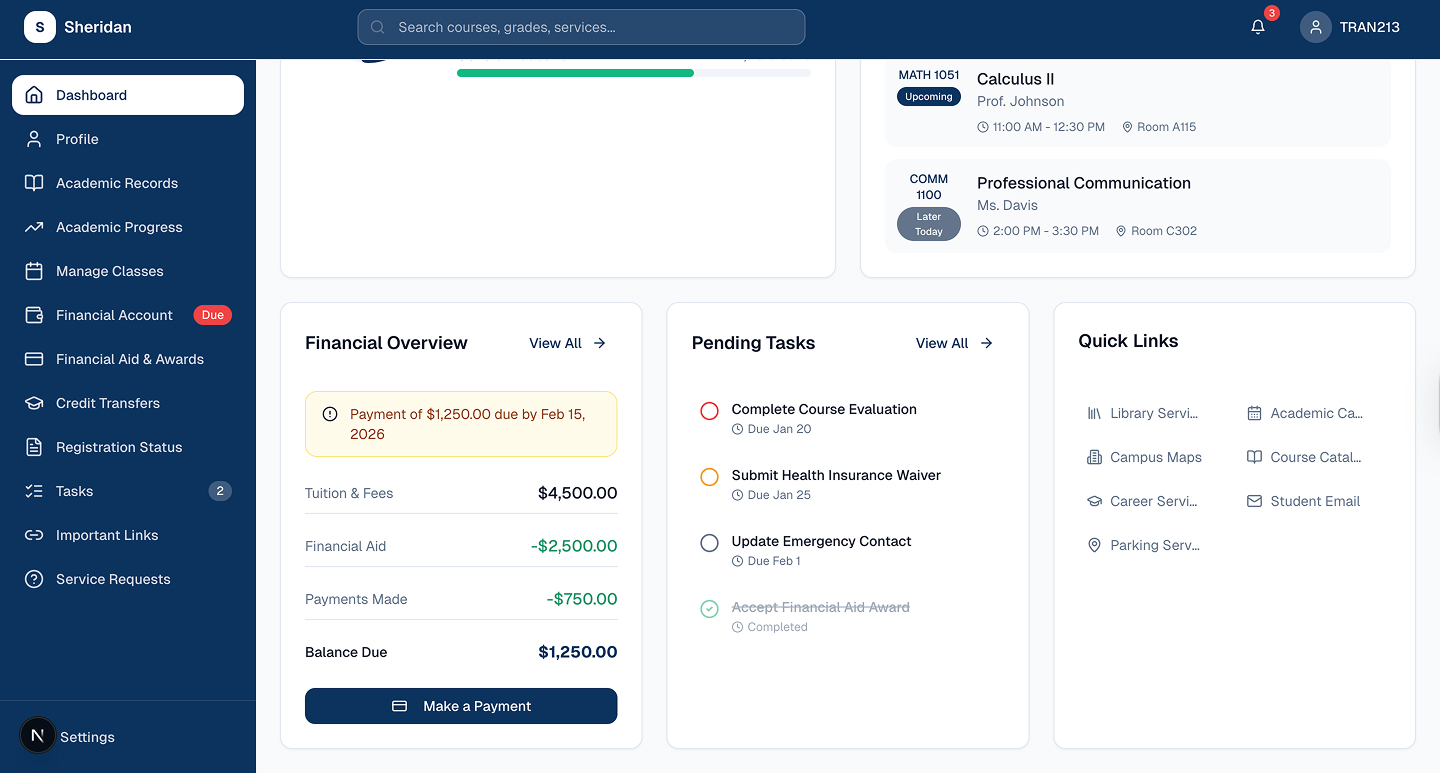 S Sheridan
Search courses, grades, services...
3
TRAN213
Dashboard
Profile
Academic Records
Academic Progress
Manage Classes
Financial Account Due
Financial Aid & Awards
Credit Transfers
Registration Status
Tasks 2
Important Links
Service Requests
N Settings
MATH 1051
Upcoming
Calculus II
Prof. Johnson
11:00 AM - 12:30 PM Room A115
COMM
1100
Later
Today
Professional Communication
Ms. Davis
2:00 PM - 3:30 PM Room C302
Financial Overview View All
Payment of $1,250.00 due by Feb 15,
2026
Tuition & Fees $4,500.00
Financial Aid -$2,500.00
Payments Made -$750.00
Balance Due $1,250.00
Make a Payment
Pending Tasks View All
Complete Course Evaluation
Due Jan 20
Submit Health Insurance Waiver
Due Jan 25
Update Emergency Contact
Due Feb 1
Accept Financial Aid Award
Completed
Quick Links
Library Servi... Academic Ca...
Campus Maps Course Catal...
Career Servi... Student Email
Parking Serv...